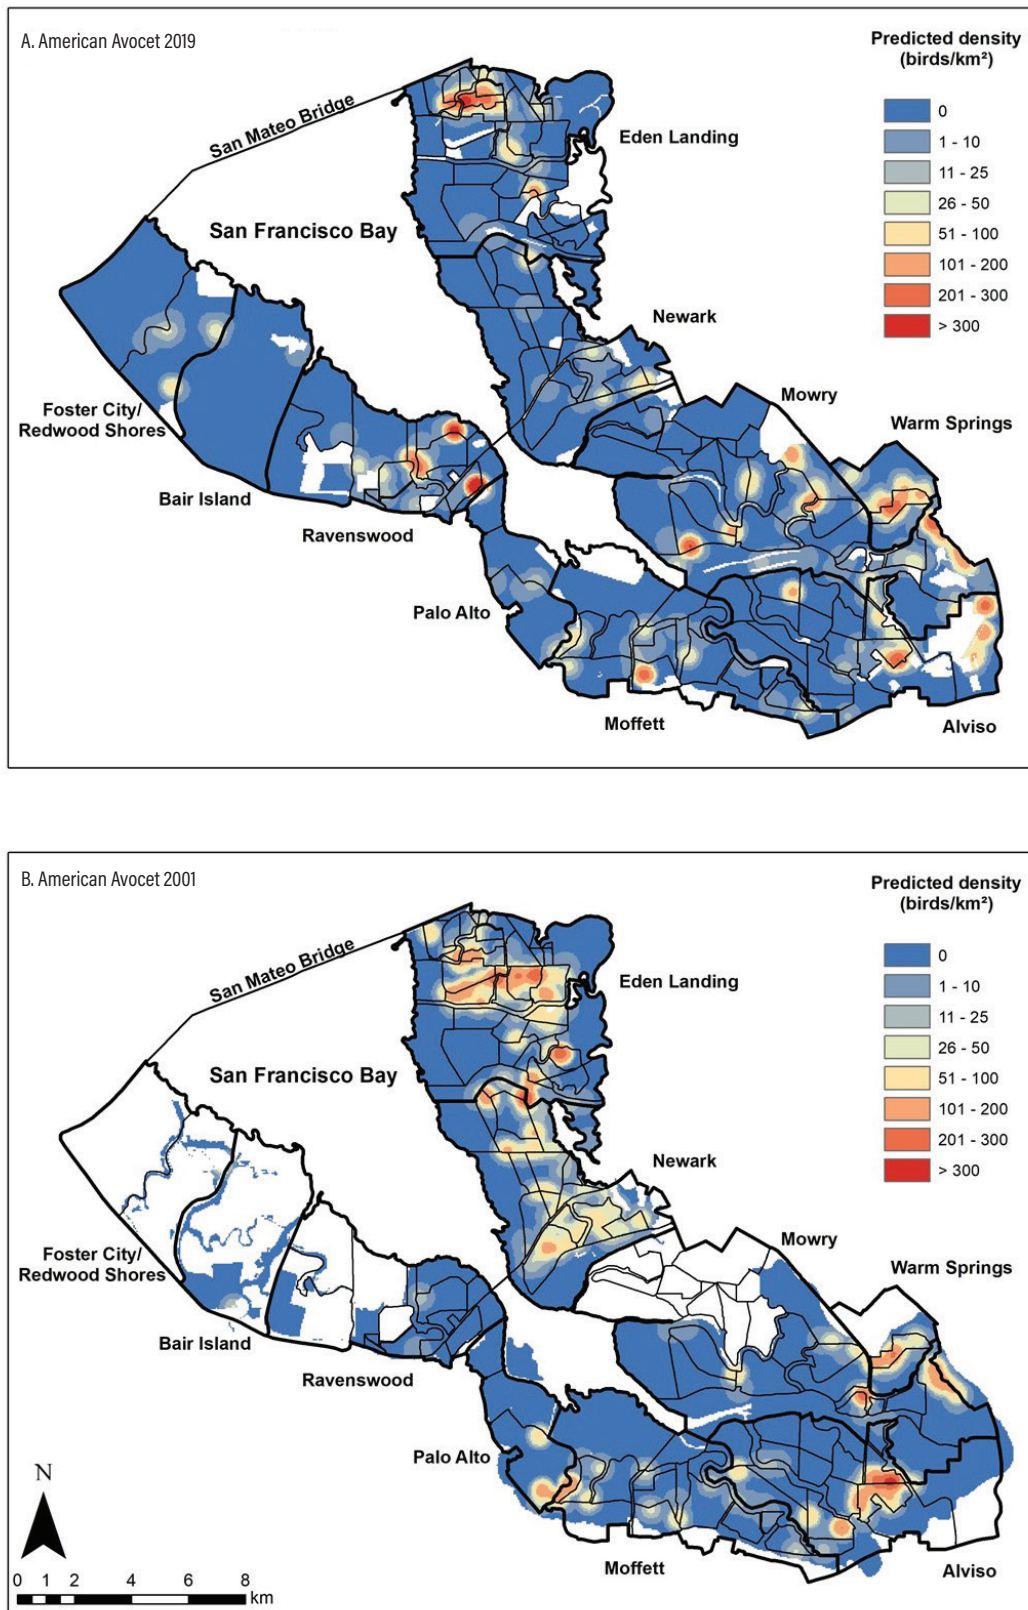 A. American Avocet 2019
Predicted density
(birds/km²)
0
1 - 10
11 - 25
26 - 50
51 - 100
101 - 200
201 - 300
> 300
San Mateo Bridge
Eden Landing
San Francisco Bay
Newark
Mowry
Warm Springs
Foster City/
Redwood Shores
Bair Island
Ravenswood
Palo Alto
Moffett
Alviso
B. American Avocet 2001
Predicted density
(birds/km²)
0
1 - 10
11 - 25
26 - 50
51 - 100
101 - 200
201 - 300
> 300
San Mateo Bridge
Eden Landing
San Francisco Bay
Newark
Mowry
Warm Springs
Foster City/
Redwood Shores
Bair Island
Ravenswood
Palo Alto
N
Moffett
Alviso
0 1 2 4 6 8
km